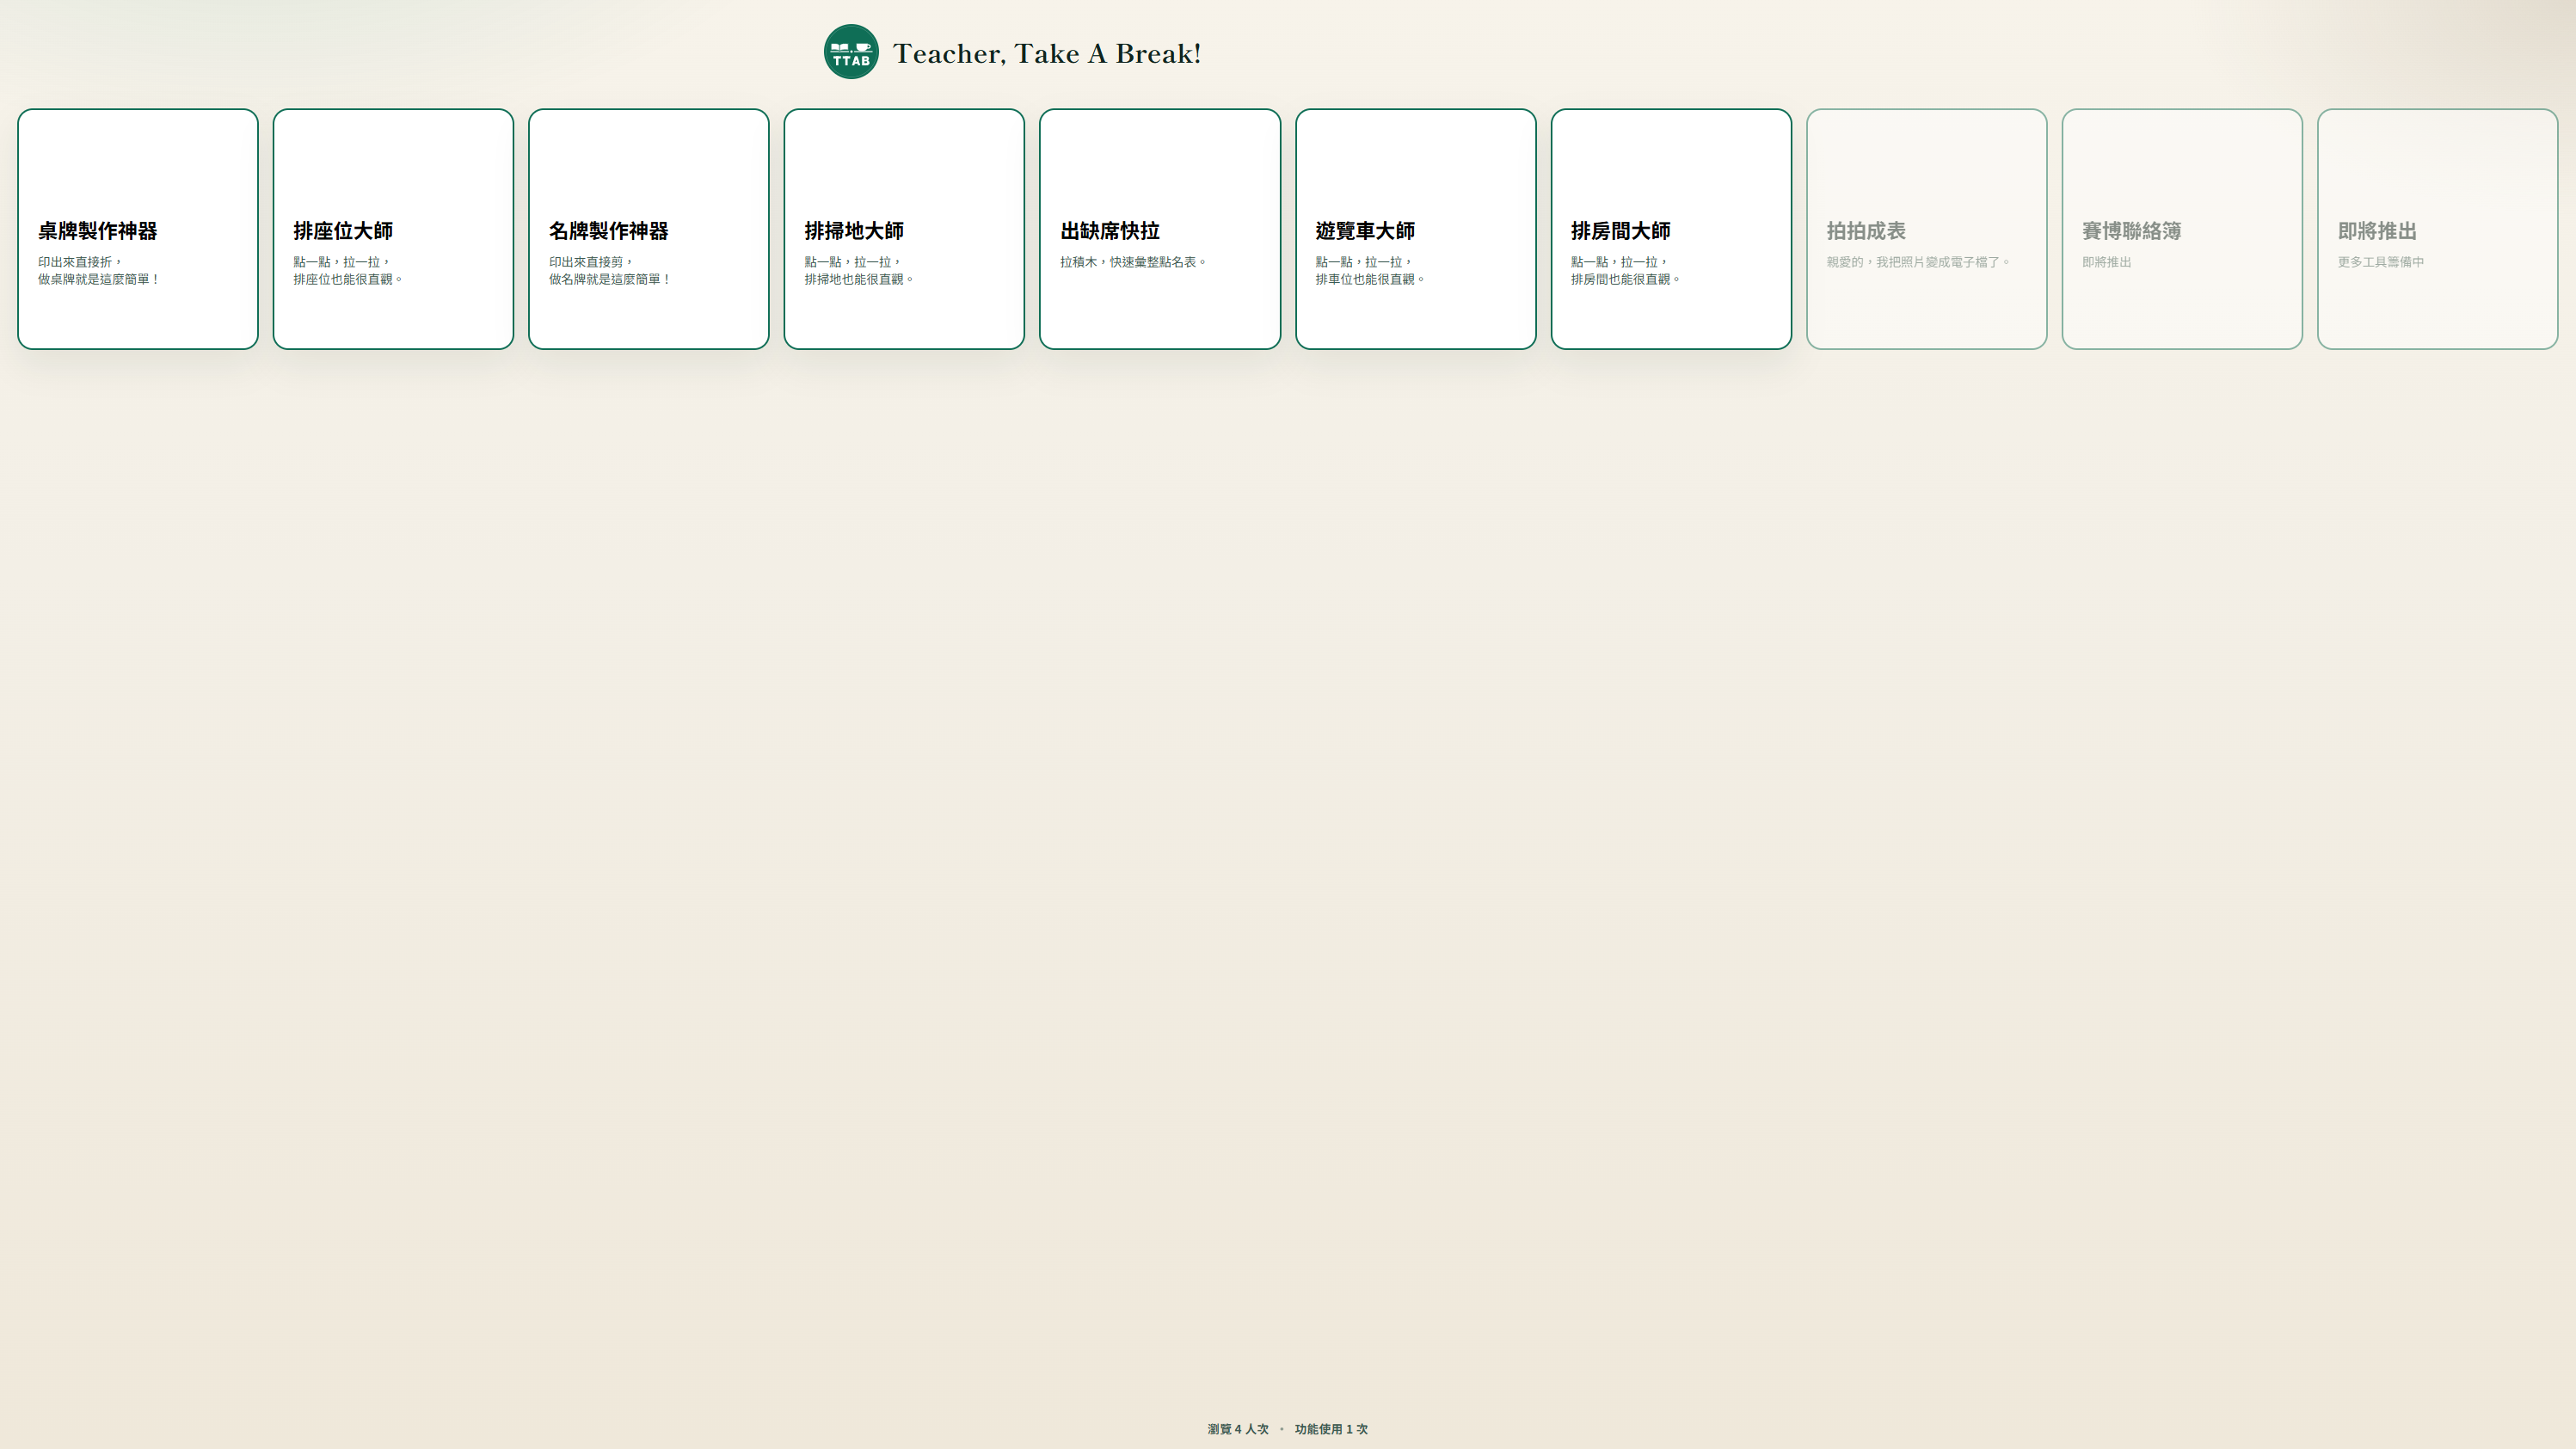 TTAB
Teacher, Take A Break!
桌牌製作神器
印出來直接折，
做桌牌就是這麼簡單！
排座位大師
點一點，拉一拉，
排座位也能很直觀。
名牌製作神器
印出來直接剪，
做名牌就是這麼簡單！
排掃地大師
點一點，拉一拉，
排掃地也能很直觀。
出缺席快拉
拉積木，快速彙整點名表。
遊覽車大師
點一點，拉一拉，
排車位也能很直觀。
排房間大師
點一點，拉一拉，
排房間也能很直觀。
拍拍成表
親愛的，我把照片變成電子檔了。
賽博聯絡簿
即將推出
即將推出
更多工具籌備中
瀏覽 4 人次 · 功能使用 1 次